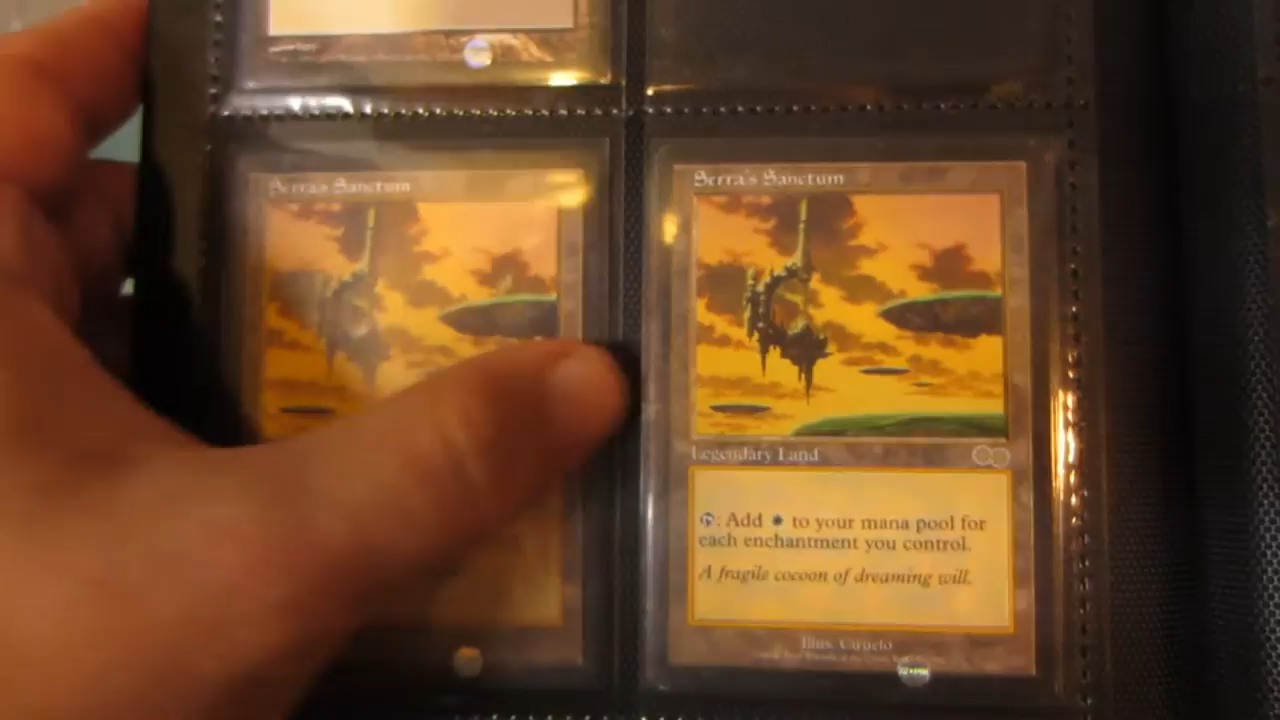 Serra's Sanctum
Serra's Sanctum
Legendary Land
: Add to your mana pool for
each enchantment you control.
A fragile cocoon of dreaming will.
Illus. Ciruelo